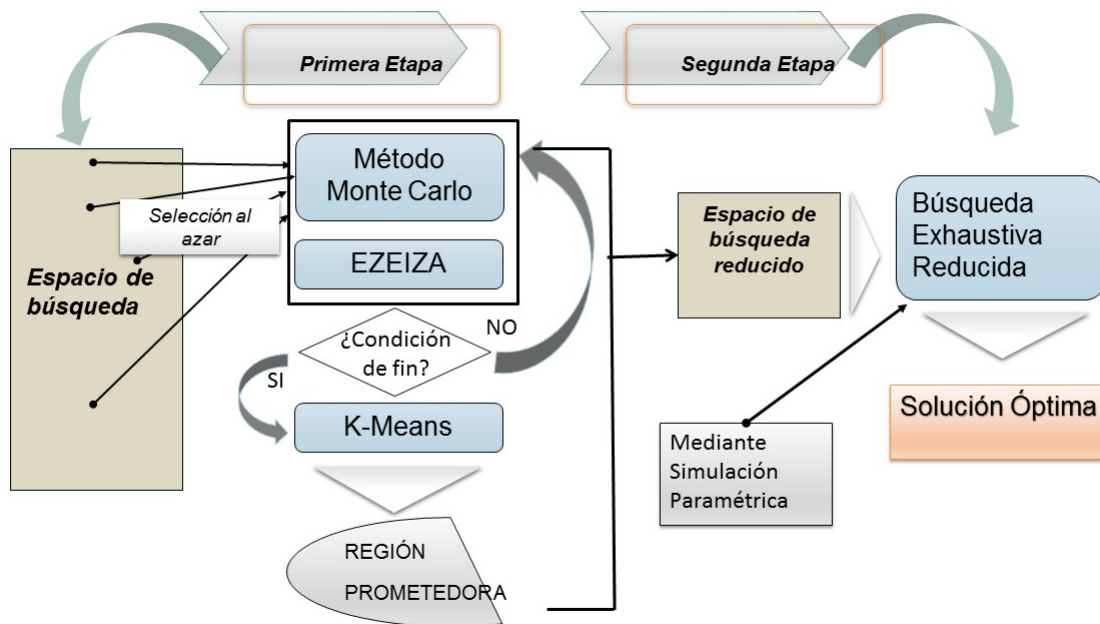 Primera Etapa
Segunda Etapa
Método
Monte Carlo
Selección al
azar
Espacio de
búsqueda
EZEIZA
¿Condición
de fin?
NO
SI
K-Means
REGIÓN
PROMETEDORA
Espacio de
búsqueda
reducido
Búsqueda
Exhaustiva
Reducida
Mediante
Simulación
Paramétrica
Solución Óptima